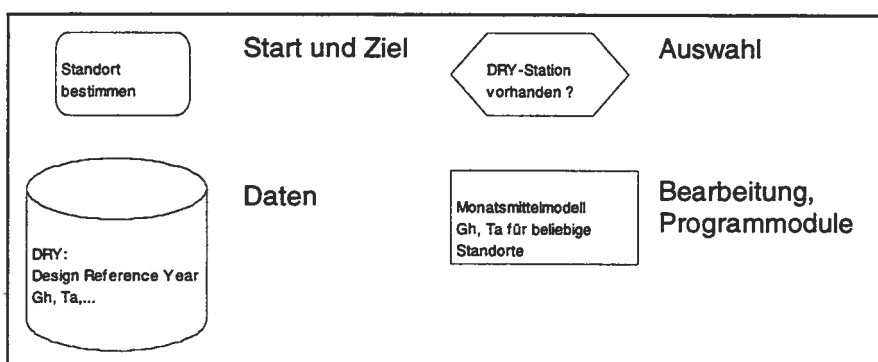 Standort
bestimmen
Start und Ziel
DRY-Station
vorhanden ?
Auswahl
DRY:
Design Reference Year
Gh, Ta,...
Daten
Monatsmittelmodell
Gh, Ta für beliebige
Standorte
Bearbeitung,
Programmodule